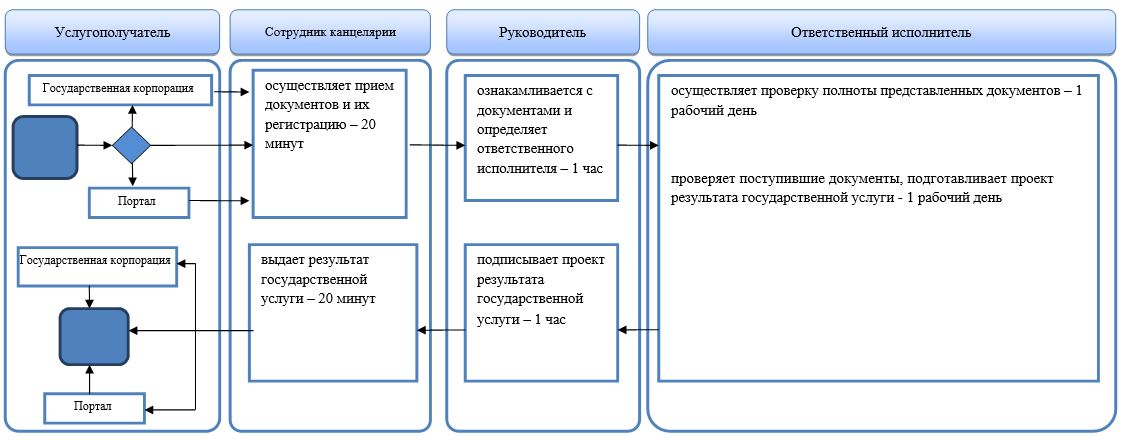 Услугополучатель
Сотрудник канцелярии
Руководитель
Ответственный исполнитель
Государственная корпорация
Портал
осуществляет прием
документов и их
регистрацию – 20
минут
ознакамливается с
документами и
определяет
ответственного
исполнителя – 1 час
осуществляет проверку полноты представленных документов – 1
рабочий день
проверяет поступившие документы, подготавливает проект
результата государственной услуги - 1 рабочий день
Государственная корпорация
Портал
выдает результат
государственной
услуги – 20 минут
подписывает проект
результата
государственной
услуги – 1 час